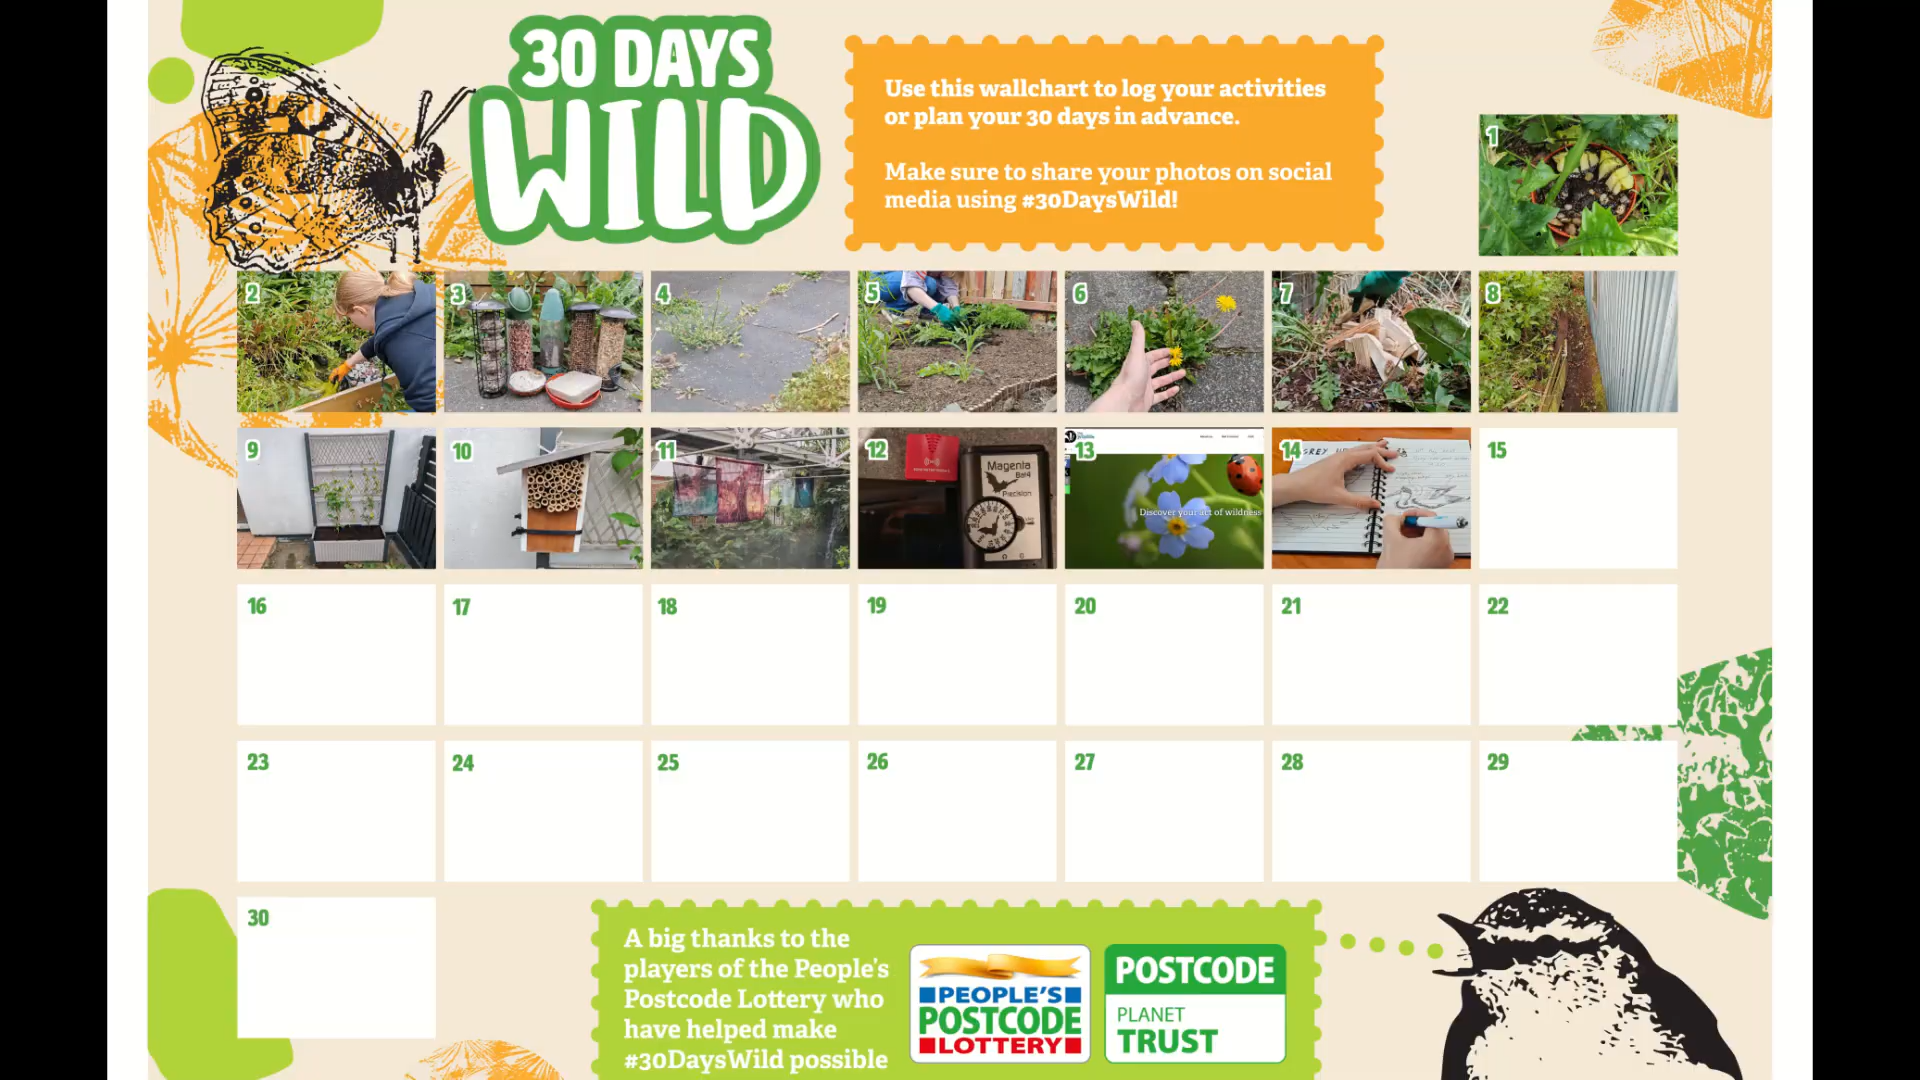 30 DAYS
WILD
Use this wallchart to log your activities
or plan your 30 days in advance.
Make sure to share your photos on social
media using #30DaysWild!
1
2
3
4
5
6
7
8
9
10
11
12
Magenta
Bat4
Precision
13
Discover your art of wildness
14
15
16
17
18
19
20
21
22
23
24
25
26
27
28
29
30
A big thanks to the
players of the People's
Postcode Lottery who
have helped make
#30DaysWild possible
PEOPLE'S
POSTCODE
LOTTERY
POSTCODE
PLANET
TRUST